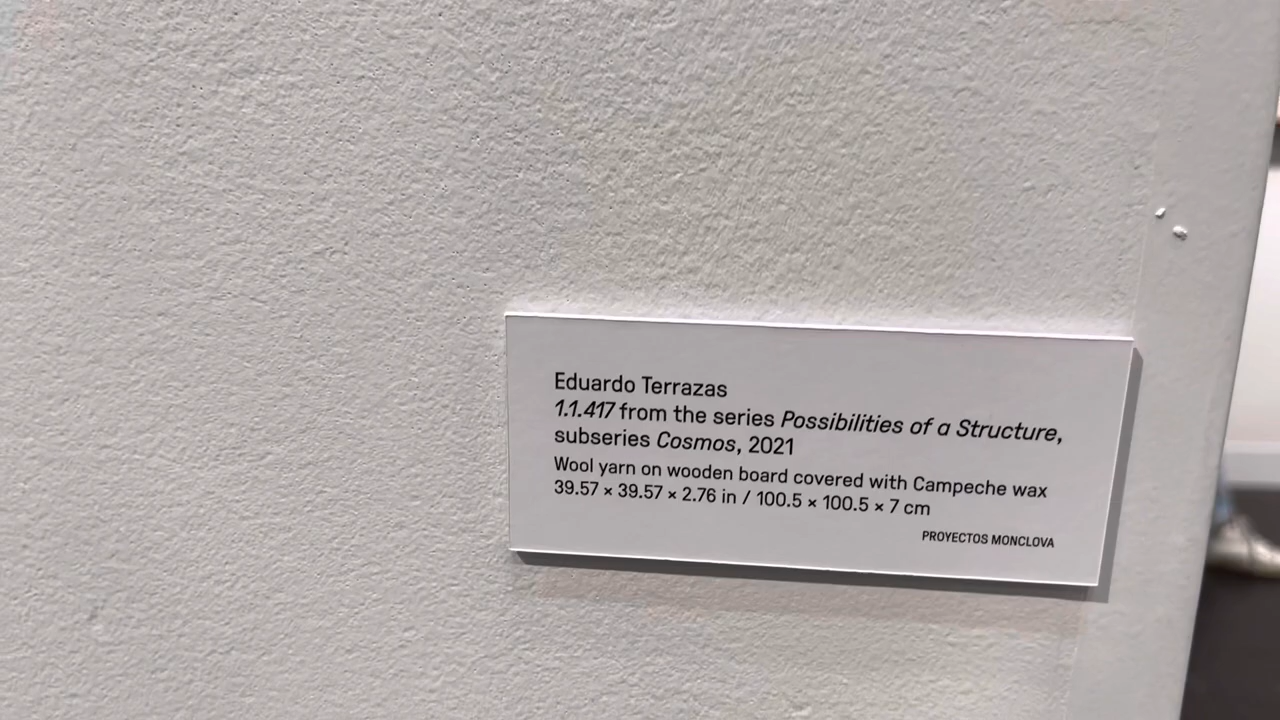 Eduardo Terrazas
1.1.417 from the series Possibilities of a Structure,
subseries Cosmos, 2021
Wool yarn on wooden board covered with Campeche wax
39.57 × 39.57 × 2.76 in / 100.5 × 100.5 × 7 cm
PROYECTOS MONCLOVA